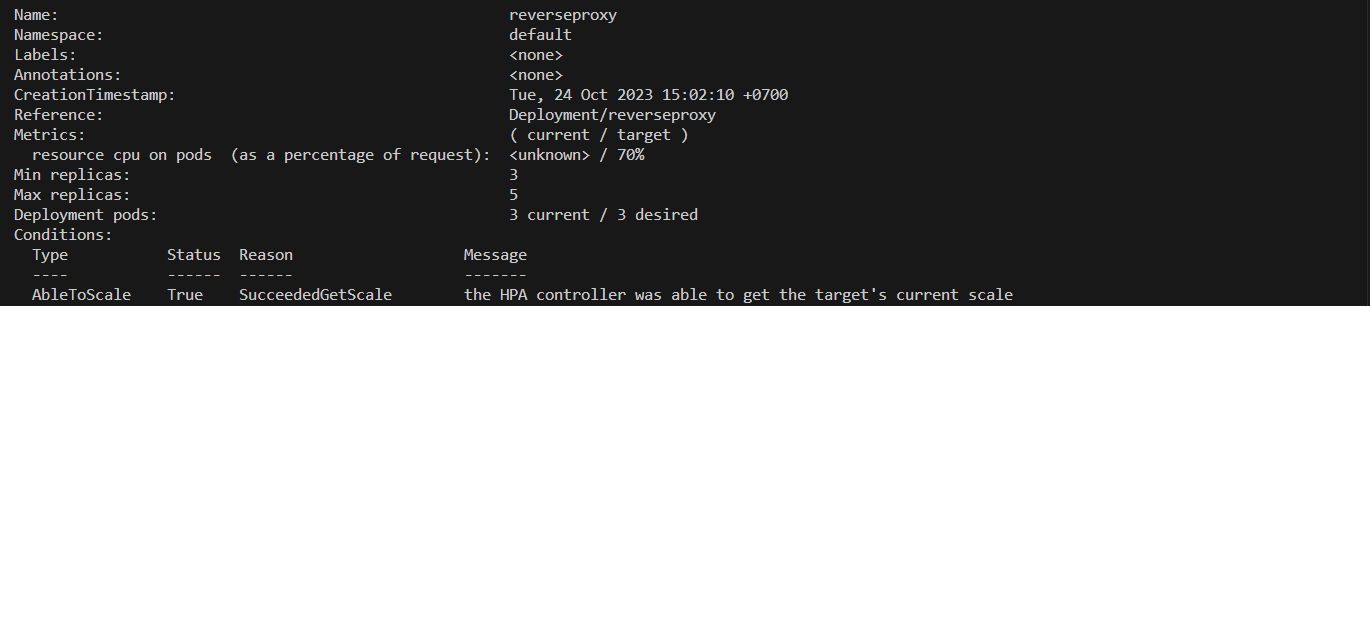 Name: reverseproxy
Namespace: default
Labels: <none>
Annotations: <none>
CreationTimestamp: Tue, 24 Oct 2023 15:02:10 +0700
Reference: Deployment/reverseproxy
Metrics: ( current / target )
resource cpu on pods (as a percentage of request): <unknown> / 70%
Min replicas: 3
Max replicas: 5
Deployment pods: 3 current / 3 desired
Conditions:
Type Status Reason Message
---- ------ ------ -------
AbleToScale True SucceededGetScale the HPA controller was able to get the target's current scale